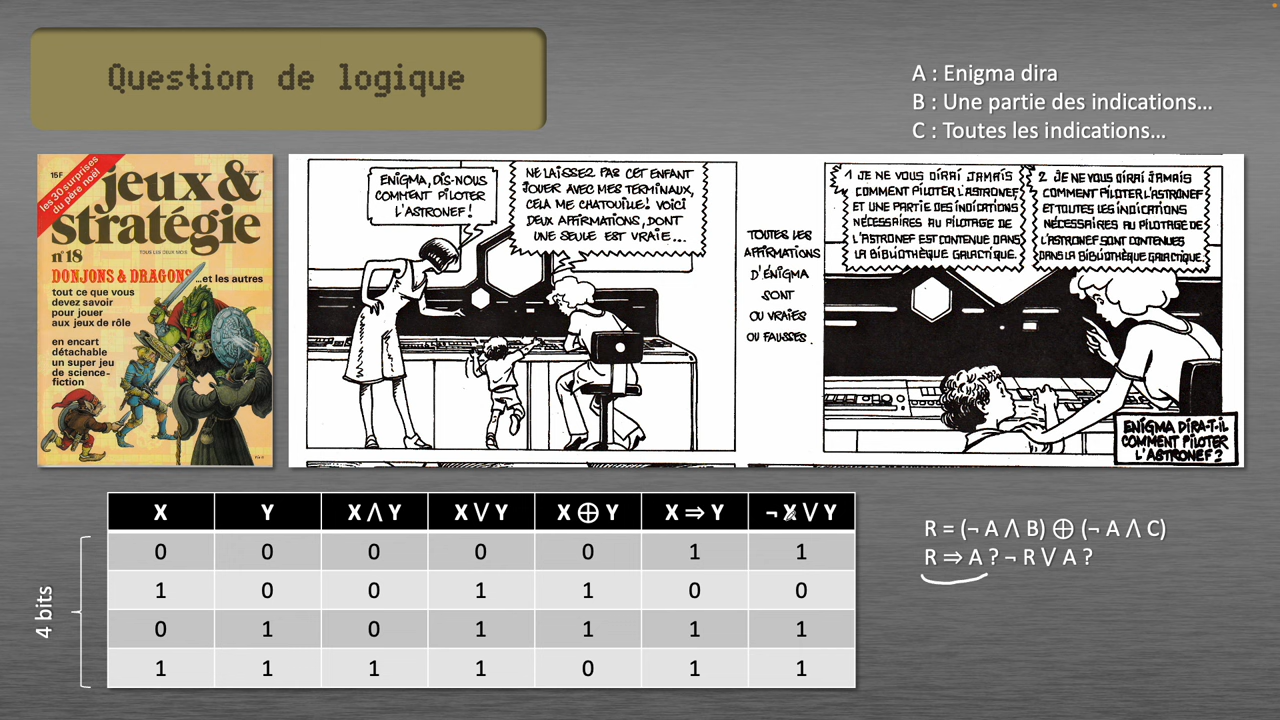 Question de logique
A : Enigma dira
B : Une partie des indications...
C : Toutes les indications...
15F
les 30 surprises
du père noël
jeux &
stratégie
n° 18
TOUS LES DEUX MOIS
DONJONS & DRAGONS ...et les autres
tout ce que vous
devez savoir
pour jouer
aux jeux de rôle
en encart
détachable
un super jeu
de science-
fiction
ENIGMA, DIS-NOUS
COMMENT PILOTER
L'ASTRONEF !
NE LAISSEZ PAR CET ENFANT
JOUER AVEC MES TERMINAUX,
CELA ME CHATOUILLE! VOICI
DEUX AFFIRMATIONS, DONT
UNE SEULE EST VRAIE...
TOUTES LES
AFFIRMATIONS
D'ÉNIGMA
SONT
OU VRAIES
OU FAUSSES.
1 JE NE VOUS DIRAI JAMAIS
COMMENT PILOTER L'ASTRONEF,
ET UNE PARTIE DES INDICATIONS
NÉCESSAIRES AU PILOTAGE DE
L'ASTRONEF EST CONTENUE DANS
LA BIBLIOTHÈQUE GALACTIQUE.
2 JE NE VOUS DIRAI JAMAIS
COMMENT PILOTER L'ASTRONEF
ET TOUTES LES INDICATIONS
NÉCESSAIRES AU PILOTAGE DE
L'ASTRONEF SONT CONTENUES
DANS LA BIBLIOTHÈQUE GALACTIQUE.
ENIGMA DIRA-T-IL
COMMENT PILOTER
L'ASTRONEF ?
X Y X ⋀ Y X ⋁ Y X ⊕ Y X ⇒ Y ¬ X ⋁ Y
0 0 0 0 0 1 1
1 0 0 1 1 0 0
0 1 0 1 1 1 1
1 1 1 1 0 1 1
4 bits
R = (¬ A ⋀ B) ⊕ (¬ A ⋀ C)
R ⇒ A ? ¬ R ⋁ A ?